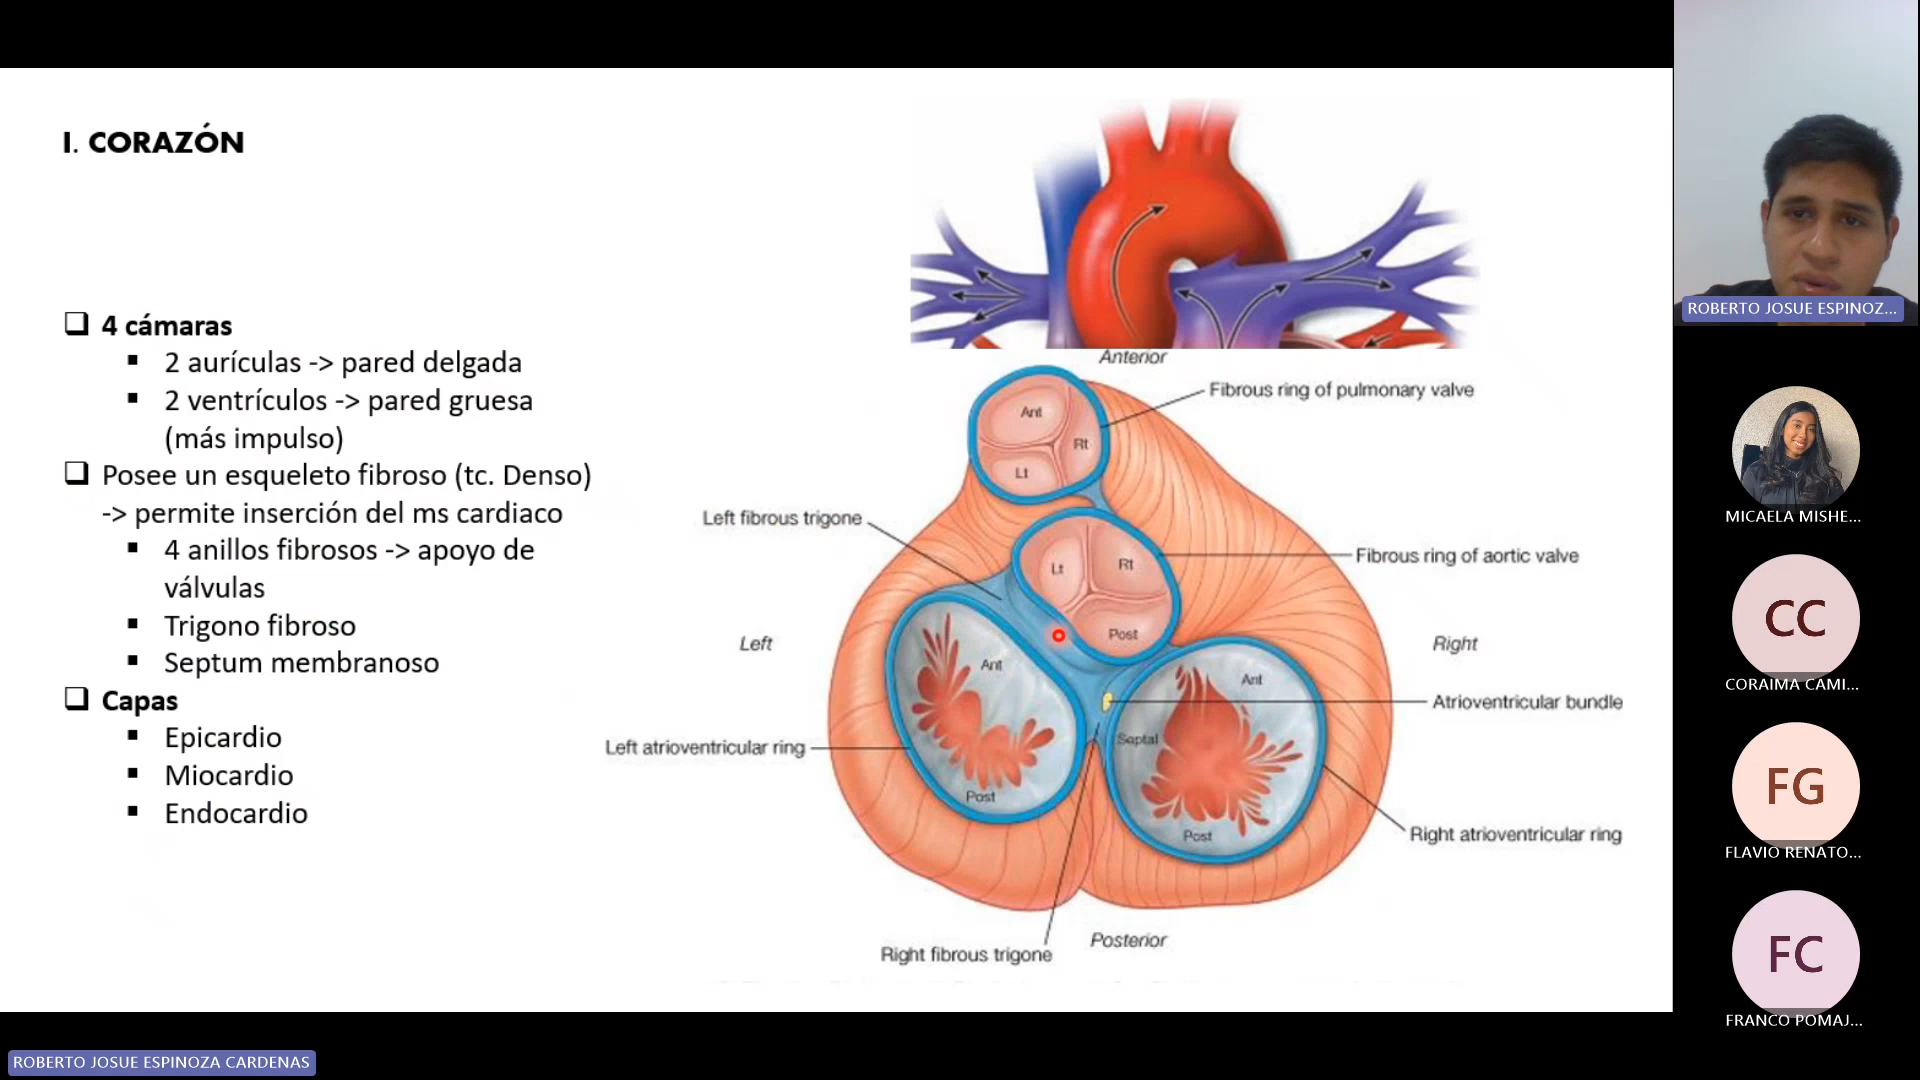 I. CORAZÓN
❑ 4 cámaras
▪ 2 aurículas -> pared delgada
▪ 2 ventrículos -> pared gruesa
(más impulso)
❑ Posee un esqueleto fibroso (tc. Denso)
-> permite inserción del ms cardiaco
▪ 4 anillos fibrosos -> apoyo de
válvulas
▪ Trigono fibroso
▪ Septum membranoso
❑ Capas
▪ Epicardio
▪ Miocardio
▪ Endocardio
Anterior
Fibrous ring of pulmonary valve
Ant
Rt
Lt
Left fibrous trigone
Fibrous ring of aortic valve
Lt
Rt
Post
Left
Right
Ant
Ant
Atrioventricular bundle
Septal
Left atrioventricular ring
Post
Post
Right atrioventricular ring
Posterior
Right fibrous trigone
ROBERTO JOSUE ESPINOZ...
MICAELA MISHE...
CC
CORAIMA CAMI...
FG
FLAVIO RENATO...
FC
FRANCO POMAJ...
ROBERTO JOSUE ESPINOZA CARDENAS